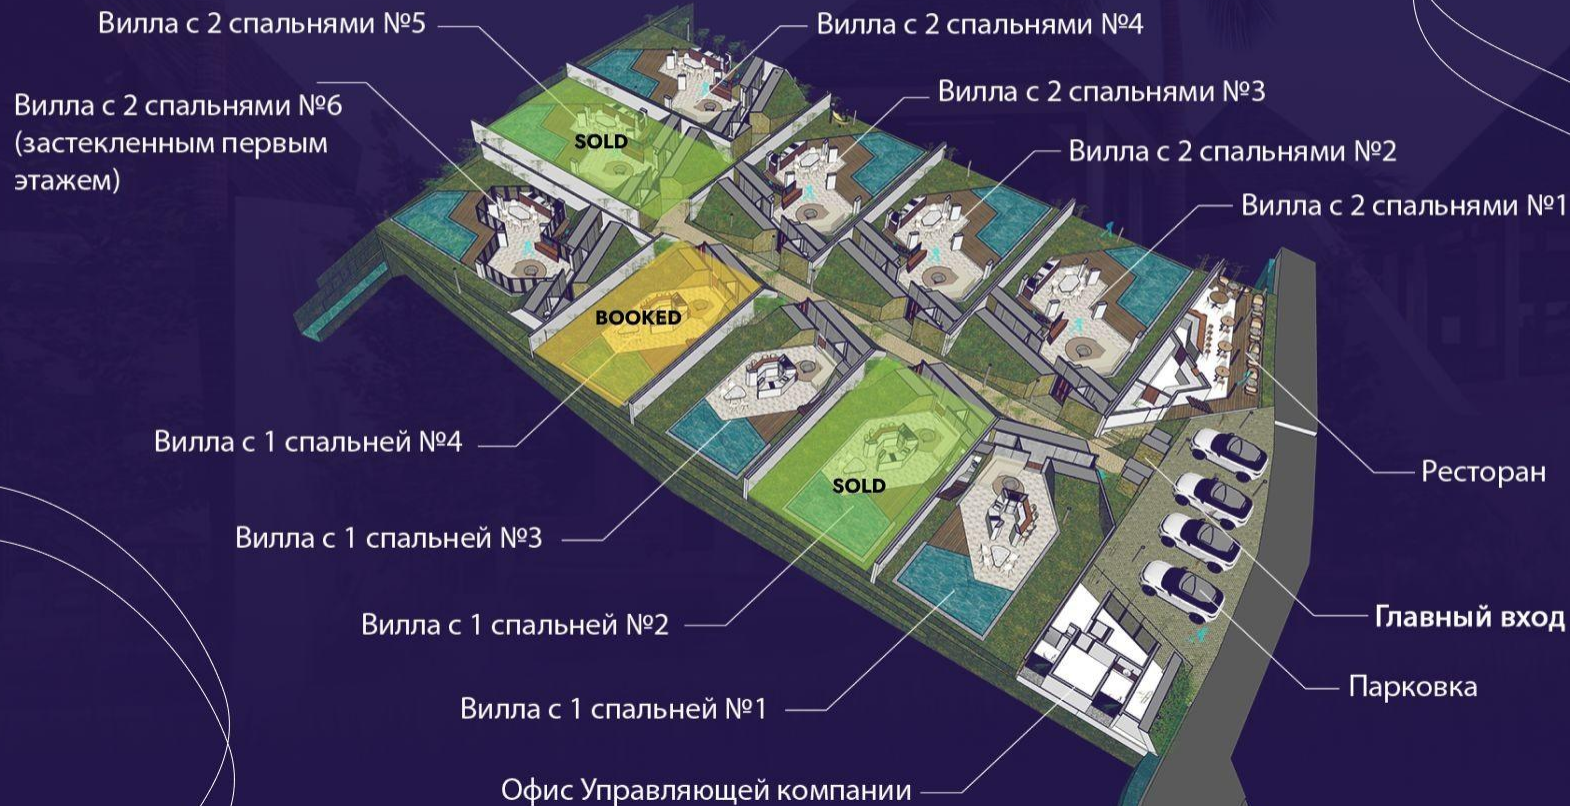 Вилла с 2 спальнями №5
Вилла с 2 спальнями №4
Вилла с 2 спальнями №6
(застекленным первым
этажем)
Вилла с 2 спальнями №3
SOLD
Вилла с 2 спальнями №2
Вилла с 2 спальнями №1
BOOKED
Вилла с 1 спальней №4
Ресторан
SOLD
Вилла с 1 спальней №3
Вилла с 1 спальней №2
Главный вход
Парковка
Вилла с 1 спальней №1
Офис Управляющей компании